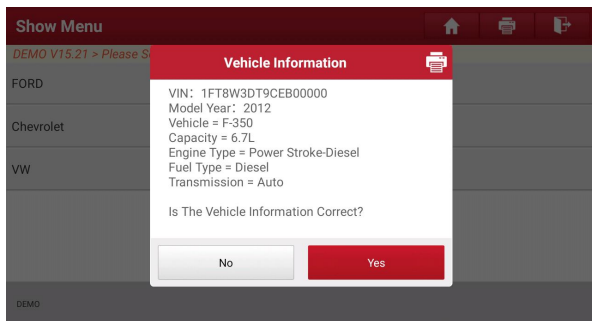 Show Menu
DEMO V15.21 > Please S
Vehicle Information
FORD
Chevrolet
VW
VIN: 1FT8W3DT9CEB00000
Model Year: 2012
Vehicle = F-350
Capacity = 6.7L
Engine Type = Power Stroke-Diesel
Fuel Type = Diesel
Transmission = Auto
Is The Vehicle Information Correct?
No
Yes
DEMO